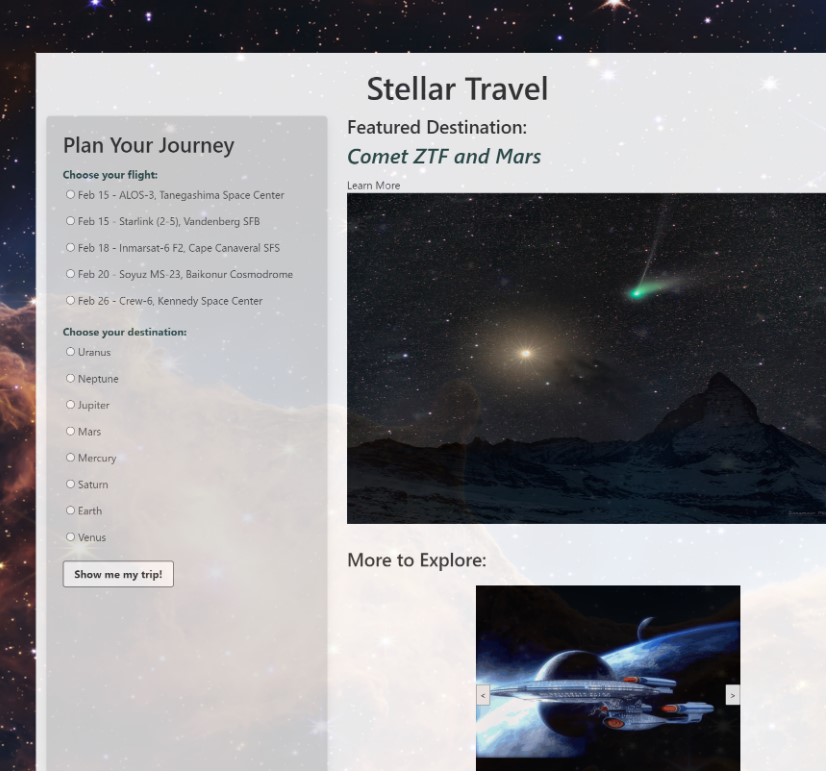 Stellar Travel
Plan Your Journey
Choose your flight:
Feb 15 - ALOS-3, Tanegashima Space Center
Feb 15 - Starlink (2-5), Vandenberg SFB
Feb 18 - Inmarsat-6 F2, Cape Canaveral SFS
Feb 20 - Soyuz MS-23, Baikonur Cosmodrome
Feb 26 - Crew-6, Kennedy Space Center
Choose your destination:
Uranus
Neptune
Jupiter
Mars
Mercury
Saturn
Earth
Venus
Show me my trip!
Featured Destination:
Comet ZTF and Mars
Learn More
More to Explore:
<
>